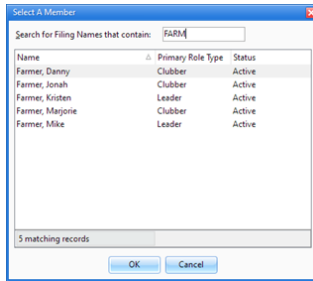 Select A Member
Search for Filing Names that contain: FARM
Name Primary Role Type Status
Farmer, Danny Clubber Active
Farmer, Jonah Clubber Active
Farmer, Kristen Leader Active
Farmer, Marjorie Clubber Active
Farmer, Mike Leader Active
5 matching records
OK Cancel